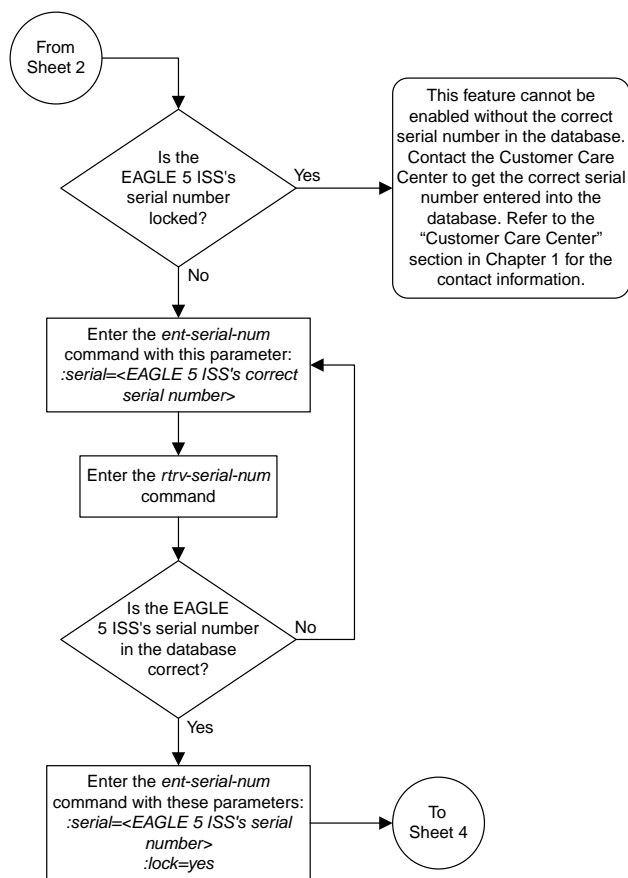 From
Sheet 2
Is the
EAGLE 5 ISS's
serial number
locked?
Yes
This feature cannot be
enabled without the correct
serial number in the database.
Contact the Customer Care
Center to get the correct serial
number entered into the
database. Refer to the
“Customer Care Center”
section in Chapter 1 for the
contact information.
No
Enter the ent-serial-num
command with this parameter:
:serial=<EAGLE 5 ISS's correct
serial number>
Enter the rtrv-serial-num
command
Is the EAGLE
5 ISS's serial number
in the database
correct?
No
Yes
Enter the ent-serial-num
command with these parameters:
:serial=<EAGLE 5 ISS's serial
number>
:lock=yes
To
Sheet 4